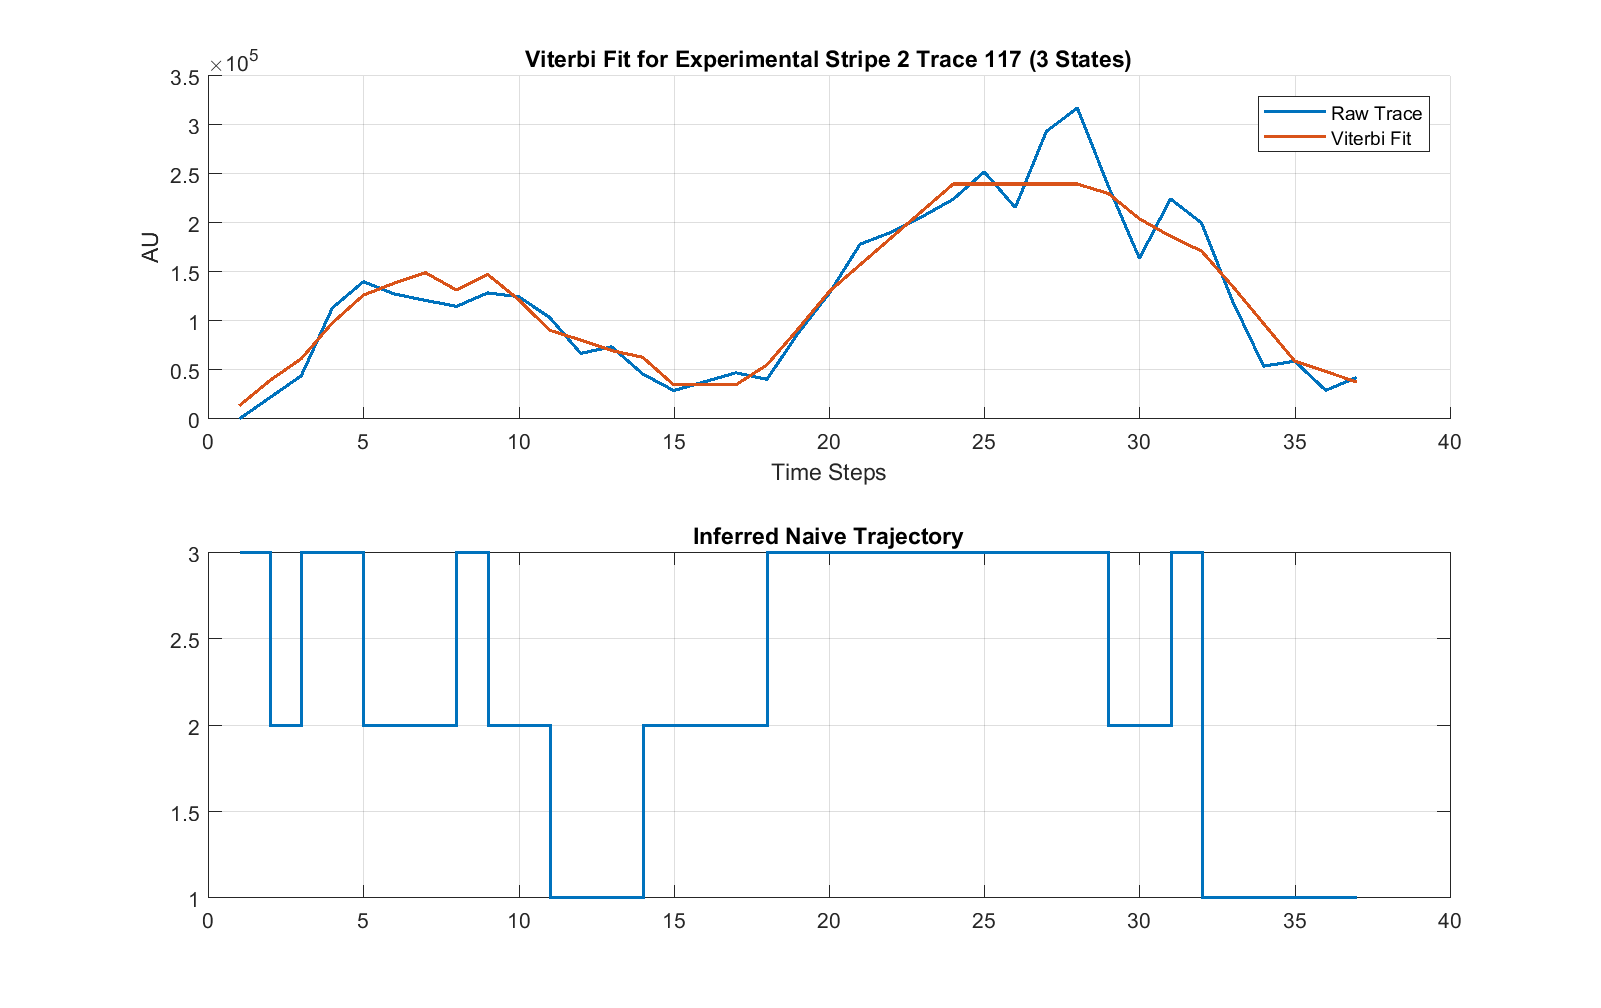 Viterbi Fit for Experimental Stripe 2 Trace 117 (3 States)
×10^5
3.5
3
2.5
2
1.5
1
0.5
0
AU
Raw Trace
Viterbi Fit
0 5 10 15 20 25 30 35 40
Time Steps
Inferred Naive Trajectory
3
2.5
2
1.5
1
0 5 10 15 20 25 30 35 40